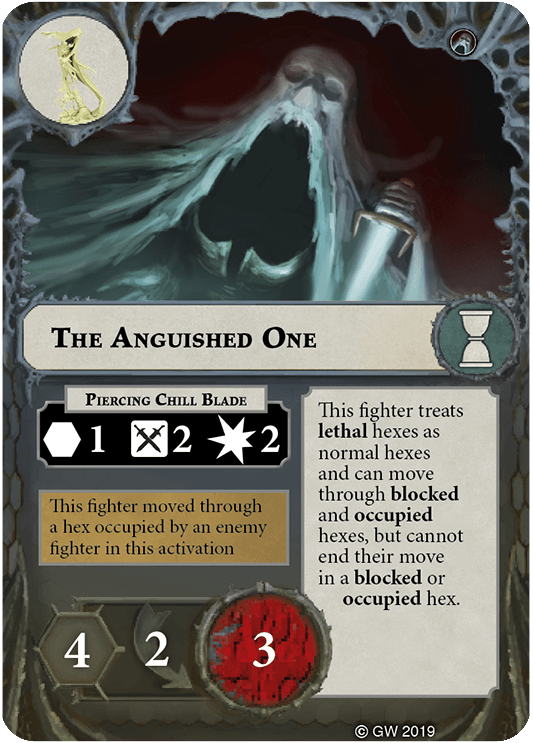 The Anguished One
Piercing Chill Blade
1 2 2
This fighter moved through
a hex occupied by an enemy
fighter in this activation
This fighter treats
lethal hexes as
normal hexes
and can move
through blocked
and occupied
hexes, but cannot
end their move
in a blocked or
occupied hex.
4 2 3
© GW 2019